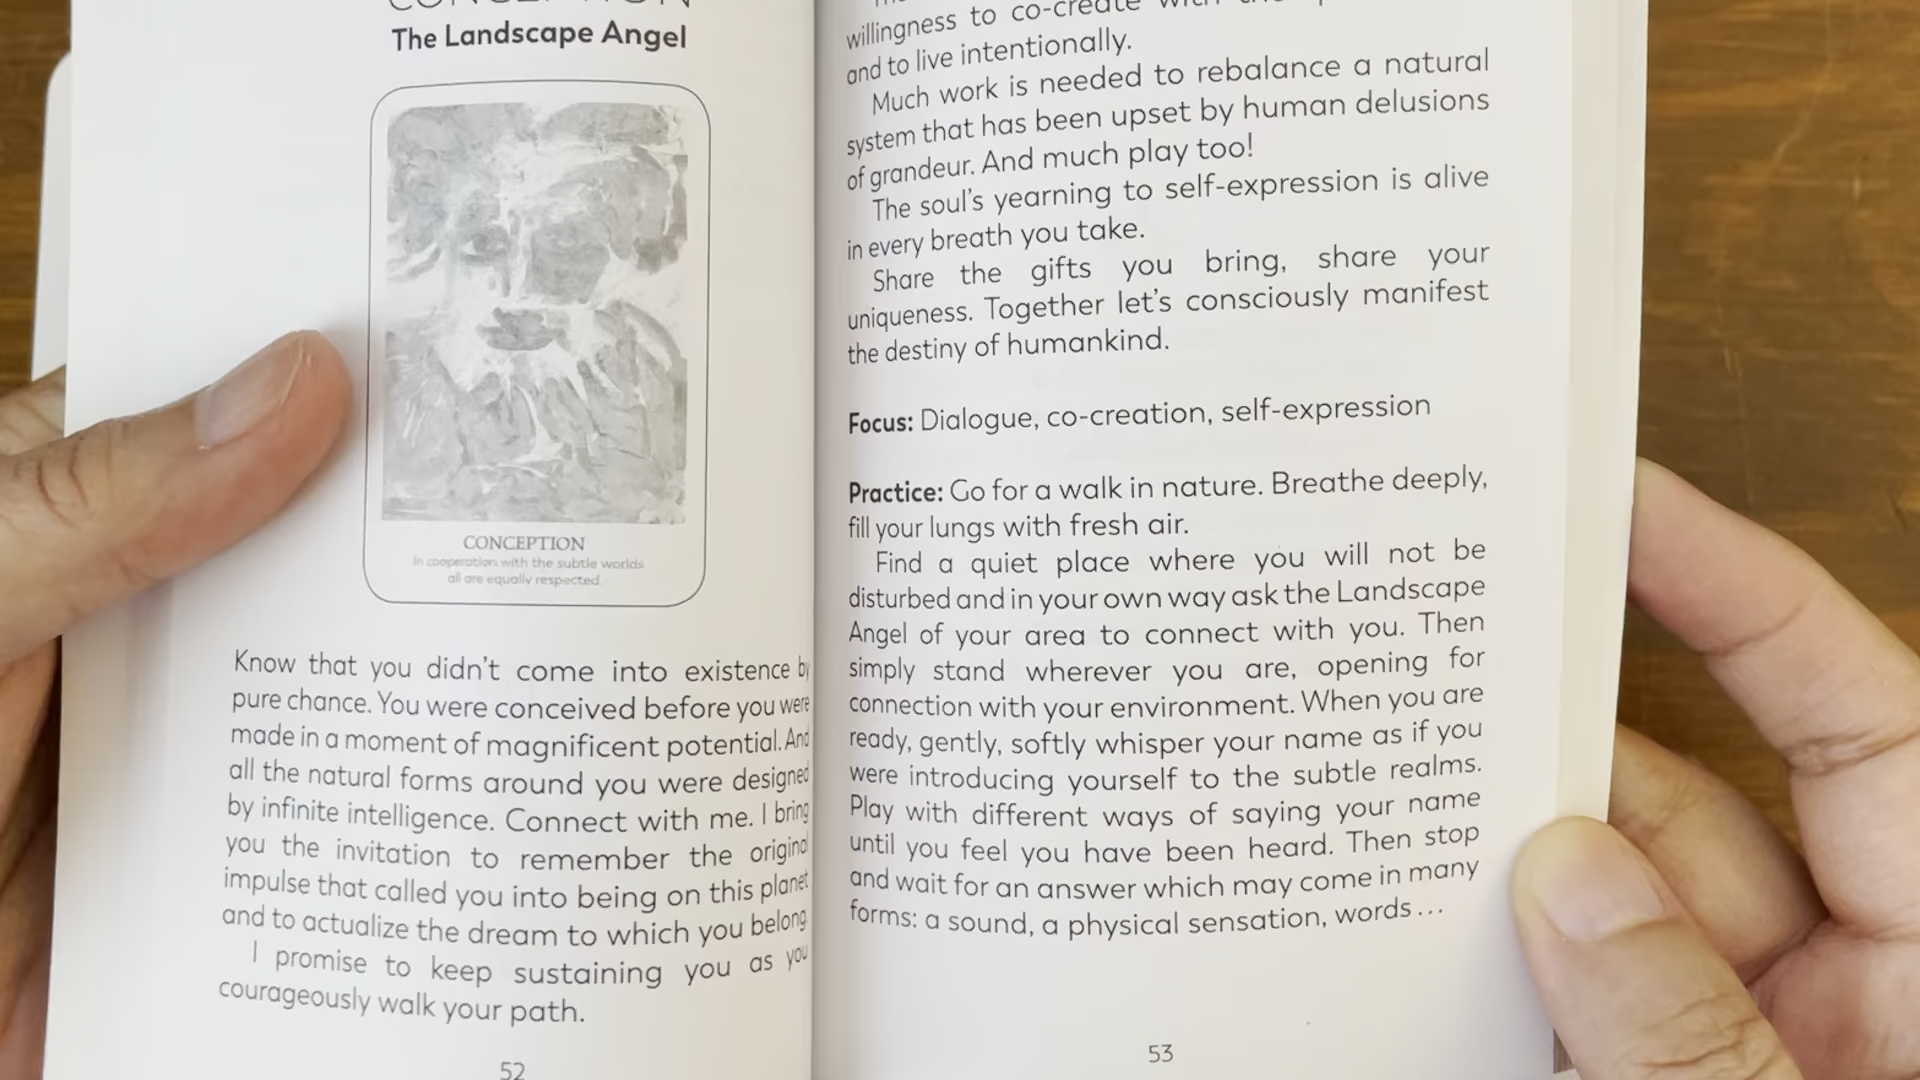 CONCEPTION
The Landscape Angel
CONCEPTION
In cooperation with the subtle worlds
all are equally respected.
Know that you didn't come into existence by
pure chance. You were conceived before you were
made in a moment of magnificent potential. And
all the natural forms around you were designed
by infinite intelligence. Connect with me. I bring
you the invitation to remember the original
impulse that called you into being on this planet
and to actualize the dream to which you belong.
I promise to keep sustaining you as you
courageously walk your path.
52
willingness to co-create with
and to live intentionally.
Much work is needed to rebalance a natural
system that has been upset by human delusions
of grandeur. And much play too!
The soul's yearning to self-expression is alive
in every breath you take.
Share the gifts you bring, share your
uniqueness. Together let's consciously manifest
the destiny of humankind.
Focus: Dialogue, co-creation, self-expression
Practice: Go for a walk in nature. Breathe deeply,
fill your lungs with fresh air.
Find a quiet place where you will not be
disturbed and in your own way ask the Landscape
Angel of your area to connect with you. Then
simply stand wherever you are, opening for
connection with your environment. When you are
ready, gently, softly whisper your name as if you
were introducing yourself to the subtle realms.
Play with different ways of saying your name
until you feel you have been heard. Then stop
and wait for an answer which may come in many
forms: a sound, a physical sensation, words...
53